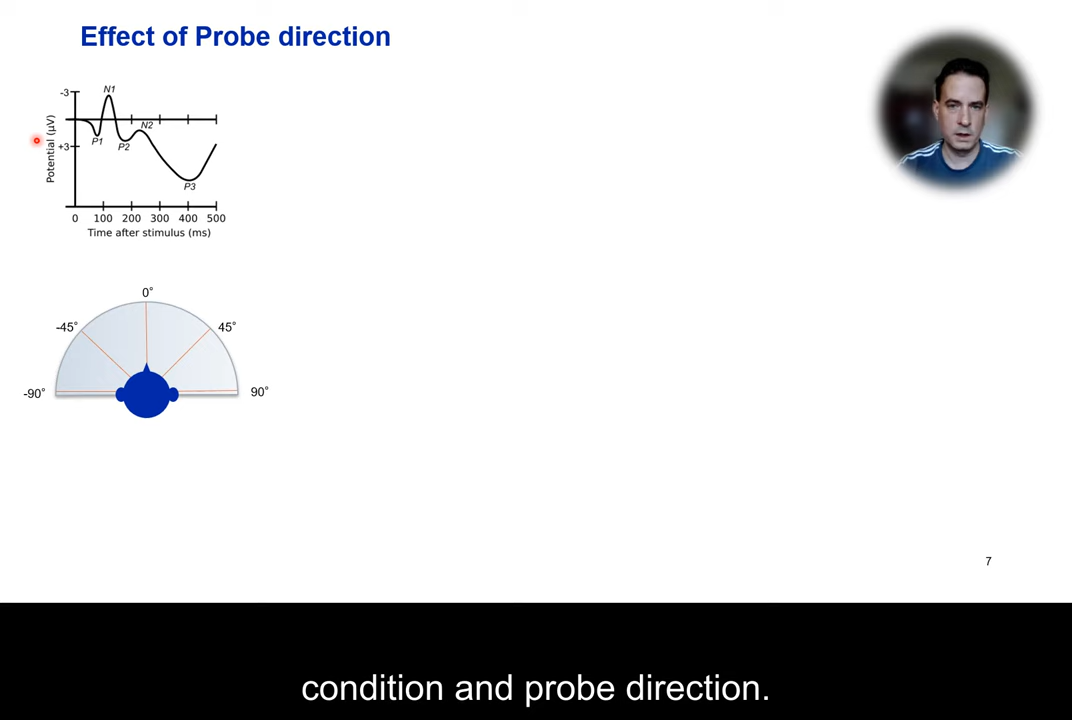 Effect of Probe direction
N1
-3
N2
P1
P2
+3
Potential (µV)
P3
0 100 200 300 400 500
Time after stimulus (ms)
0°
-45° 45°
-90° 90°
7
condition and probe direction.